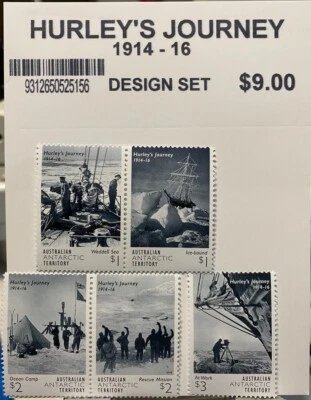 HURLEY'S JOURNEY
1914 - 16
9312650525156
DESIGN SET
$9.00
Hurley's Journey
1914-16
Weddell Sea
AUSTRALIAN
ANTARCTIC
TERRITORY
$1
Hurley's Journey
1914-16
Ice-bound
AUSTRALIAN
ANTARCTIC
TERRITORY
$1
Hurley's Journey
1914-16
Ocean Camp
$2
AUSTRALIAN
ANTARCTIC
TERRITORY
Hurley's Journey
1914-16
Rescue Mission
$2
AUSTRALIAN
ANTARCTIC
TERRITORY
Hurley's Journey
1914-16
At Work
$3
AUSTRALIAN
ANTARCTIC
TERRITORY